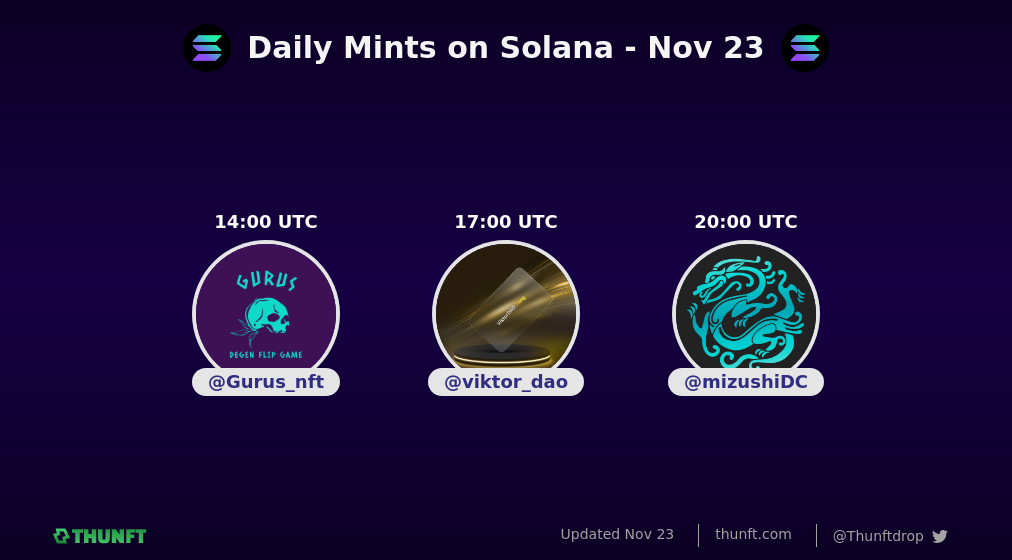 Daily Mints on Solana - Nov 23
14:00 UTC
17:00 UTC
20:00 UTC
GURUS
DEGEN FLIP GAME
@Gurus_nft
@viktor_dao
@mizushiDC
THUNFT
Updated Nov 23
thunft.com
@Thunftdrop